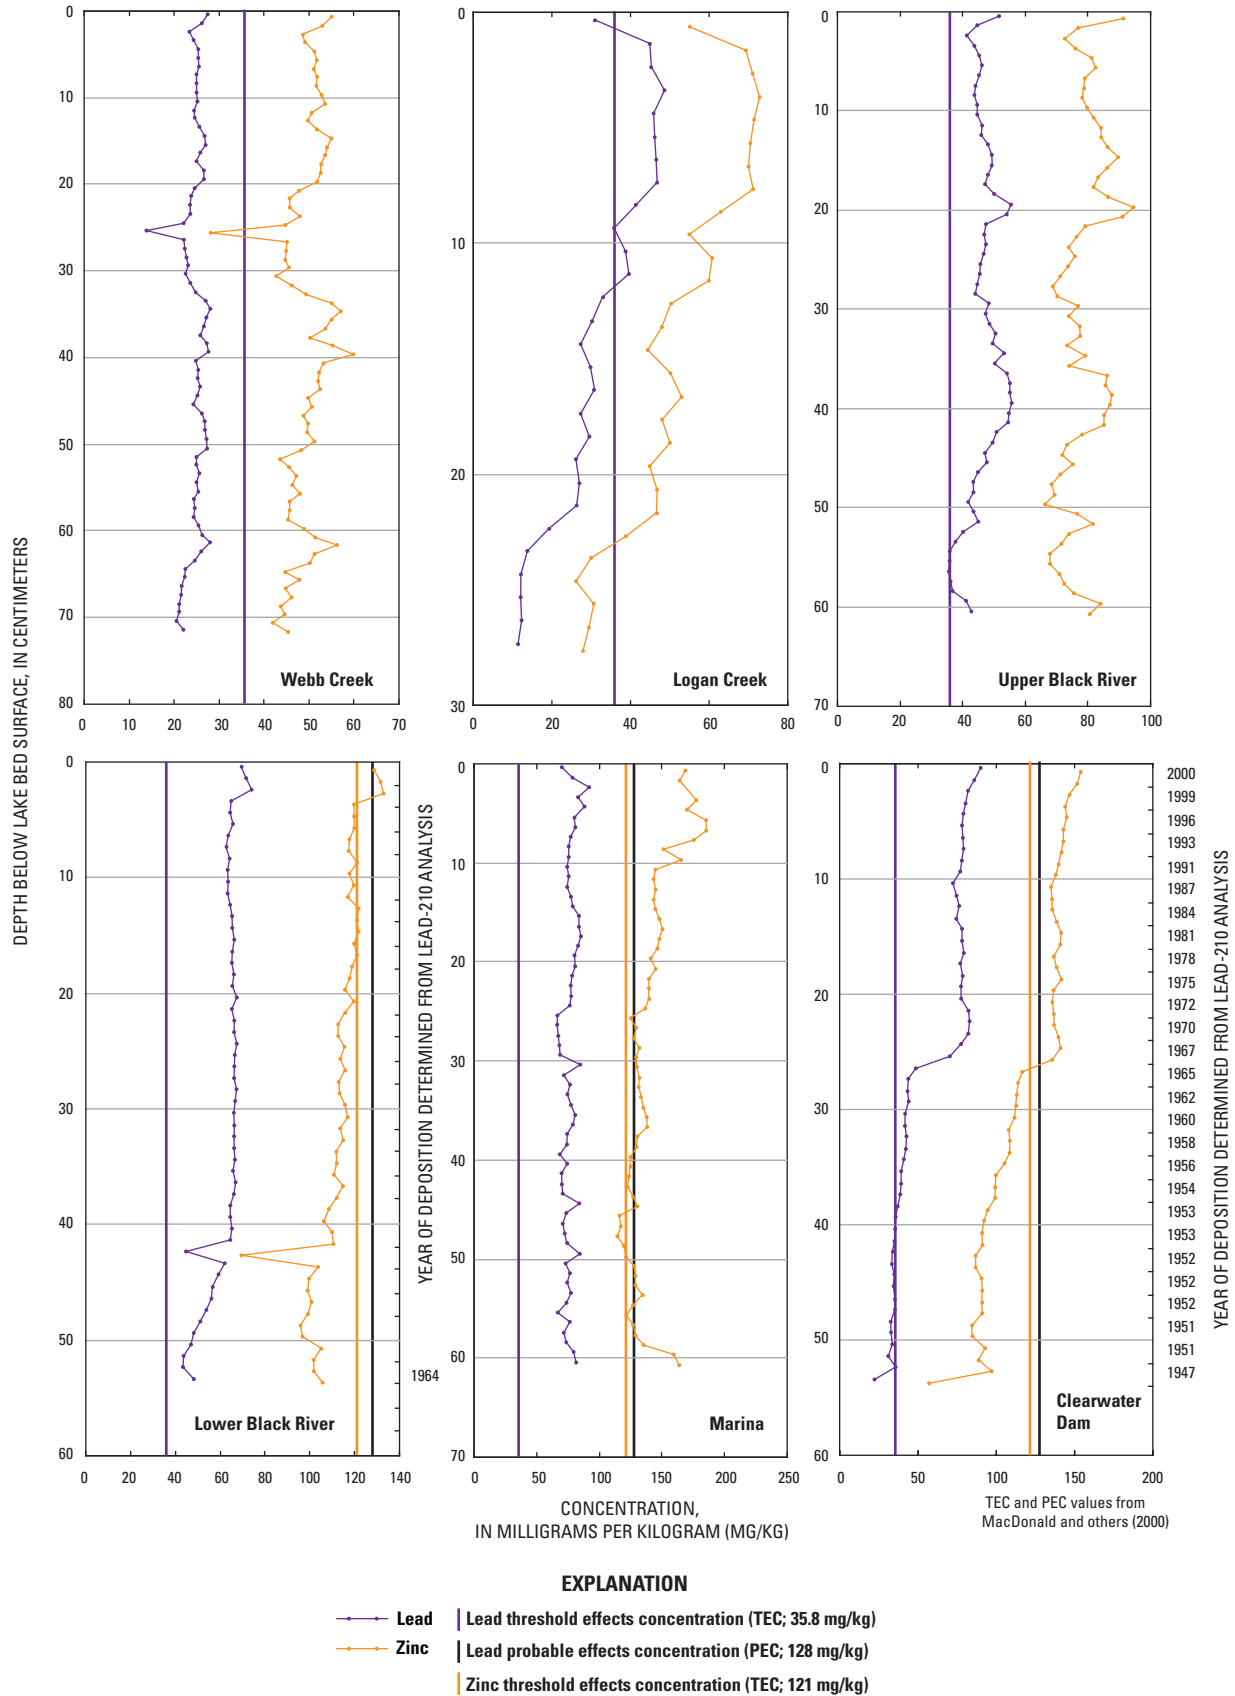 DEPTH BELOW LAKE BED SURFACE, IN CENTIMETERS
0
10
20
30
40
50
60
70
80
0 10 20 30 40 50 60 70
Webb Creek
0
10
20
30
0 20 40 60 80
Logan Creek
0
10
20
30
40
50
60
70
0 20 40 60 80 100
Upper Black River
0
10
20
30
40
50
60
0 20 40 60 80 100 120 140
Lower Black River
1964
YEAR OF DEPOSITION DETERMINED FROM LEAD-210 ANALYSIS
0
10
20
30
40
50
60
70
0 50 100 150 200 250
Marina
0
10
20
30
40
50
60
0 50 100 150 200
Clearwater
Dam
2000
1999
1996
1993
1991
1987
1984
1981
1978
1975
1972
1970
1967
1965
1962
1960
1958
1956
1954
1953
1953
1952
1952
1952
1951
1951
1947
YEAR OF DEPOSITION DETERMINED FROM LEAD-210 ANALYSIS
CONCENTRATION,
IN MILLIGRAMS PER KILOGRAM (MG/KG)
TEC and PEC values from
MacDonald and others (2000)
EXPLANATION
Lead Lead threshold effects concentration (TEC; 35.8 mg/kg)
Zinc Lead probable effects concentration (PEC; 128 mg/kg)
Zinc threshold effects concentration (TEC; 121 mg/kg)